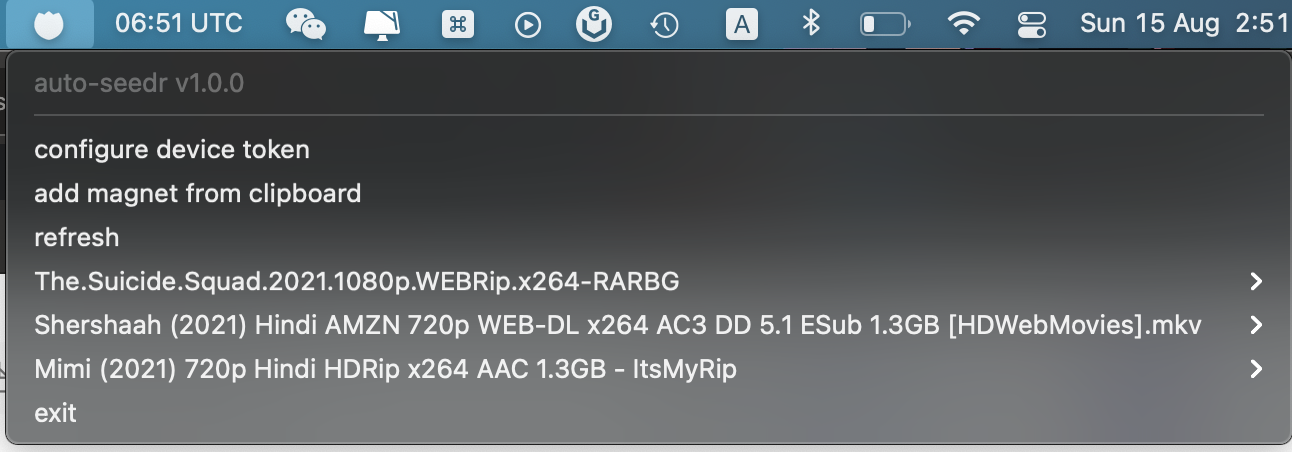 06:51 UTC
⌘
G
A
Sun 15 Aug 2:51
auto-seedr v1.0.0
configure device token
add magnet from clipboard
refresh
The.Suicide.Squad.2021.1080p.WEBRip.x264-RARBG
Shershaah (2021) Hindi AMZN 720p WEB-DL x264 AC3 DD 5.1 ESub 1.3GB [HDWebMovies].mkv
Mimi (2021) 720p Hindi HDRip x264 AAC 1.3GB - ItsMyRip
exit